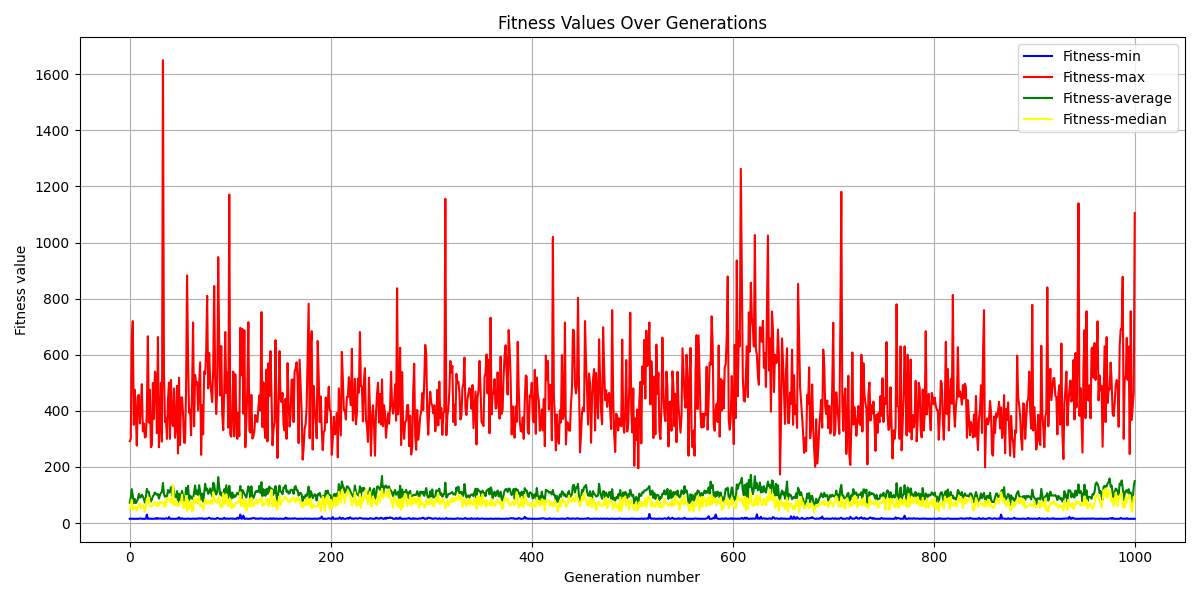 Fitness Values Over Generations
Fitness value
1600
1400
1200
1000
800
600
400
200
0
Fitness-min
Fitness-max
Fitness-average
Fitness-median
0 200 400 600 800 1000
Generation number